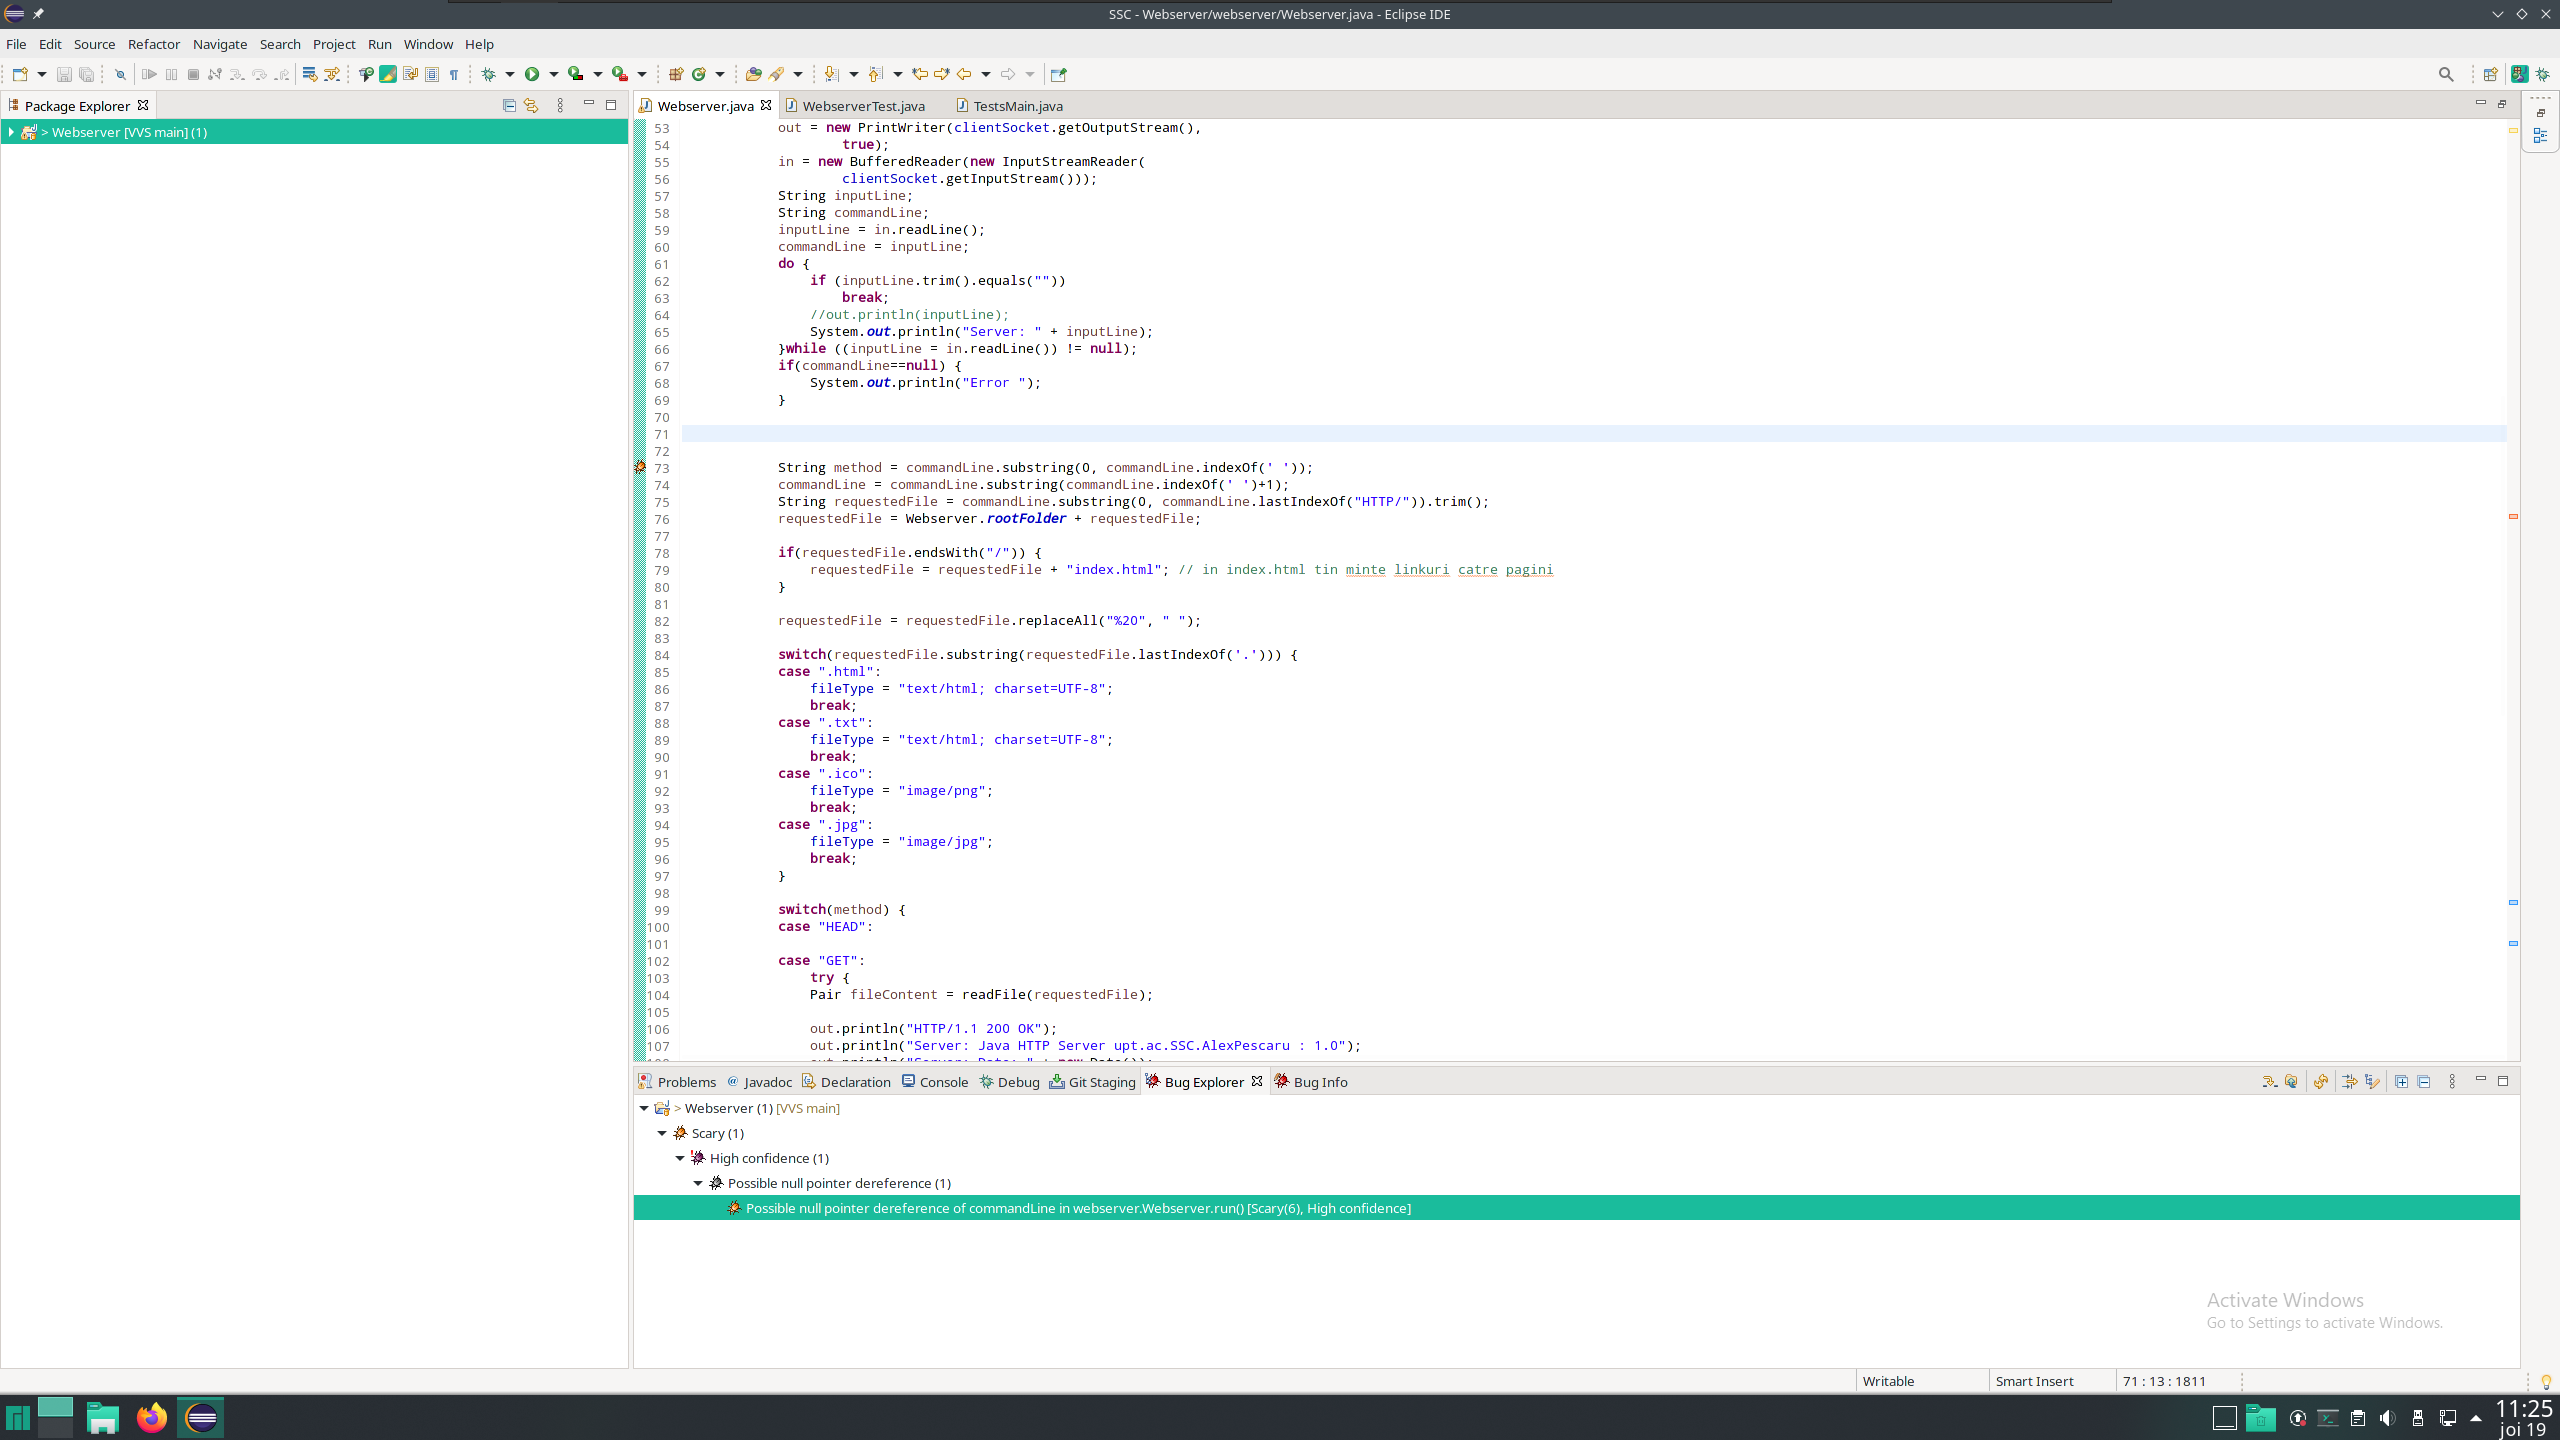 SSC - Webserver/webserver/Webserver.java - Eclipse IDE
File Edit Source Refactor Navigate Search Project Run Window Help
Package Explorer
> Webserver [VVS main] (1)
Webserver.java WebserverTest.java TestsMain.java
53 out = new PrintWriter(clientSocket.getOutputStream(),
54 true);
55 in = new BufferedReader(new InputStreamReader(
56 clientSocket.getInputStream()));
57 String inputLine;
58 String commandLine;
59 inputLine = in.readLine();
60 commandLine = inputLine;
61 do {
62 if (inputLine.trim().equals(""))
63 break;
64 //out.println(inputLine);
65 System.out.println("Server: " + inputLine);
66 }while ((inputLine = in.readLine()) != null);
67 if(commandLine==null) {
68 System.out.println("Error ");
69 }
70
71
72
73 String method = commandLine.substring(0, commandLine.indexOf(' '));
74 commandLine = commandLine.substring(commandLine.indexOf(' ')+1);
75 String requestedFile = commandLine.substring(0, commandLine.lastIndexOf("HTTP/")).trim();
76 requestedFile = Webserver.rootFolder + requestedFile;
77
78 if(requestedFile.endsWith("/")) {
79 requestedFile = requestedFile + "index.html"; // in index.html tin minte linkuri catre pagini
80 }
81
82 requestedFile = requestedFile.replaceAll("%20", " ");
83
84 switch(requestedFile.substring(requestedFile.lastIndexOf('.'))) {
85 case ".html":
86 fileType = "text/html; charset=UTF-8";
87 break;
88 case ".txt":
89 fileType = "text/html; charset=UTF-8";
90 break;
91 case ".ico":
92 fileType = "image/png";
93 break;
94 case ".jpg":
95 fileType = "image/jpg";
96 break;
97 }
98
99 switch(method) {
100 case "HEAD":
101
102 case "GET":
103 try {
104 Pair fileContent = readFile(requestedFile);
105
106 out.println("HTTP/1.1 200 OK");
107 out.println("Server: Java HTTP Server upt.ac.SSC.AlexPescaru : 1.0");
Problems Javadoc Declaration Console Debug Git Staging Bug Explorer Bug Info
> Webserver (1) [VVS main]
Scary (1)
High confidence (1)
Possible null pointer dereference (1)
Possible null pointer dereference of commandLine in webserver.Webserver.run() [Scary(6), High confidence]
Activate Windows
Go to Settings to activate Windows.
Writable Smart Insert 71 : 13 : 1811
11:25
joi 19